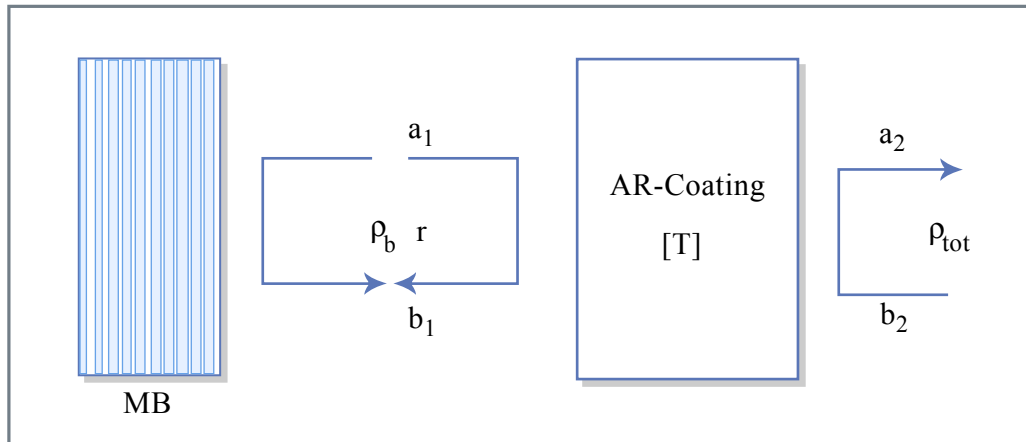 MB
a1
ρb r
b1
AR-Coating
[T]
a2
ρtot
b2